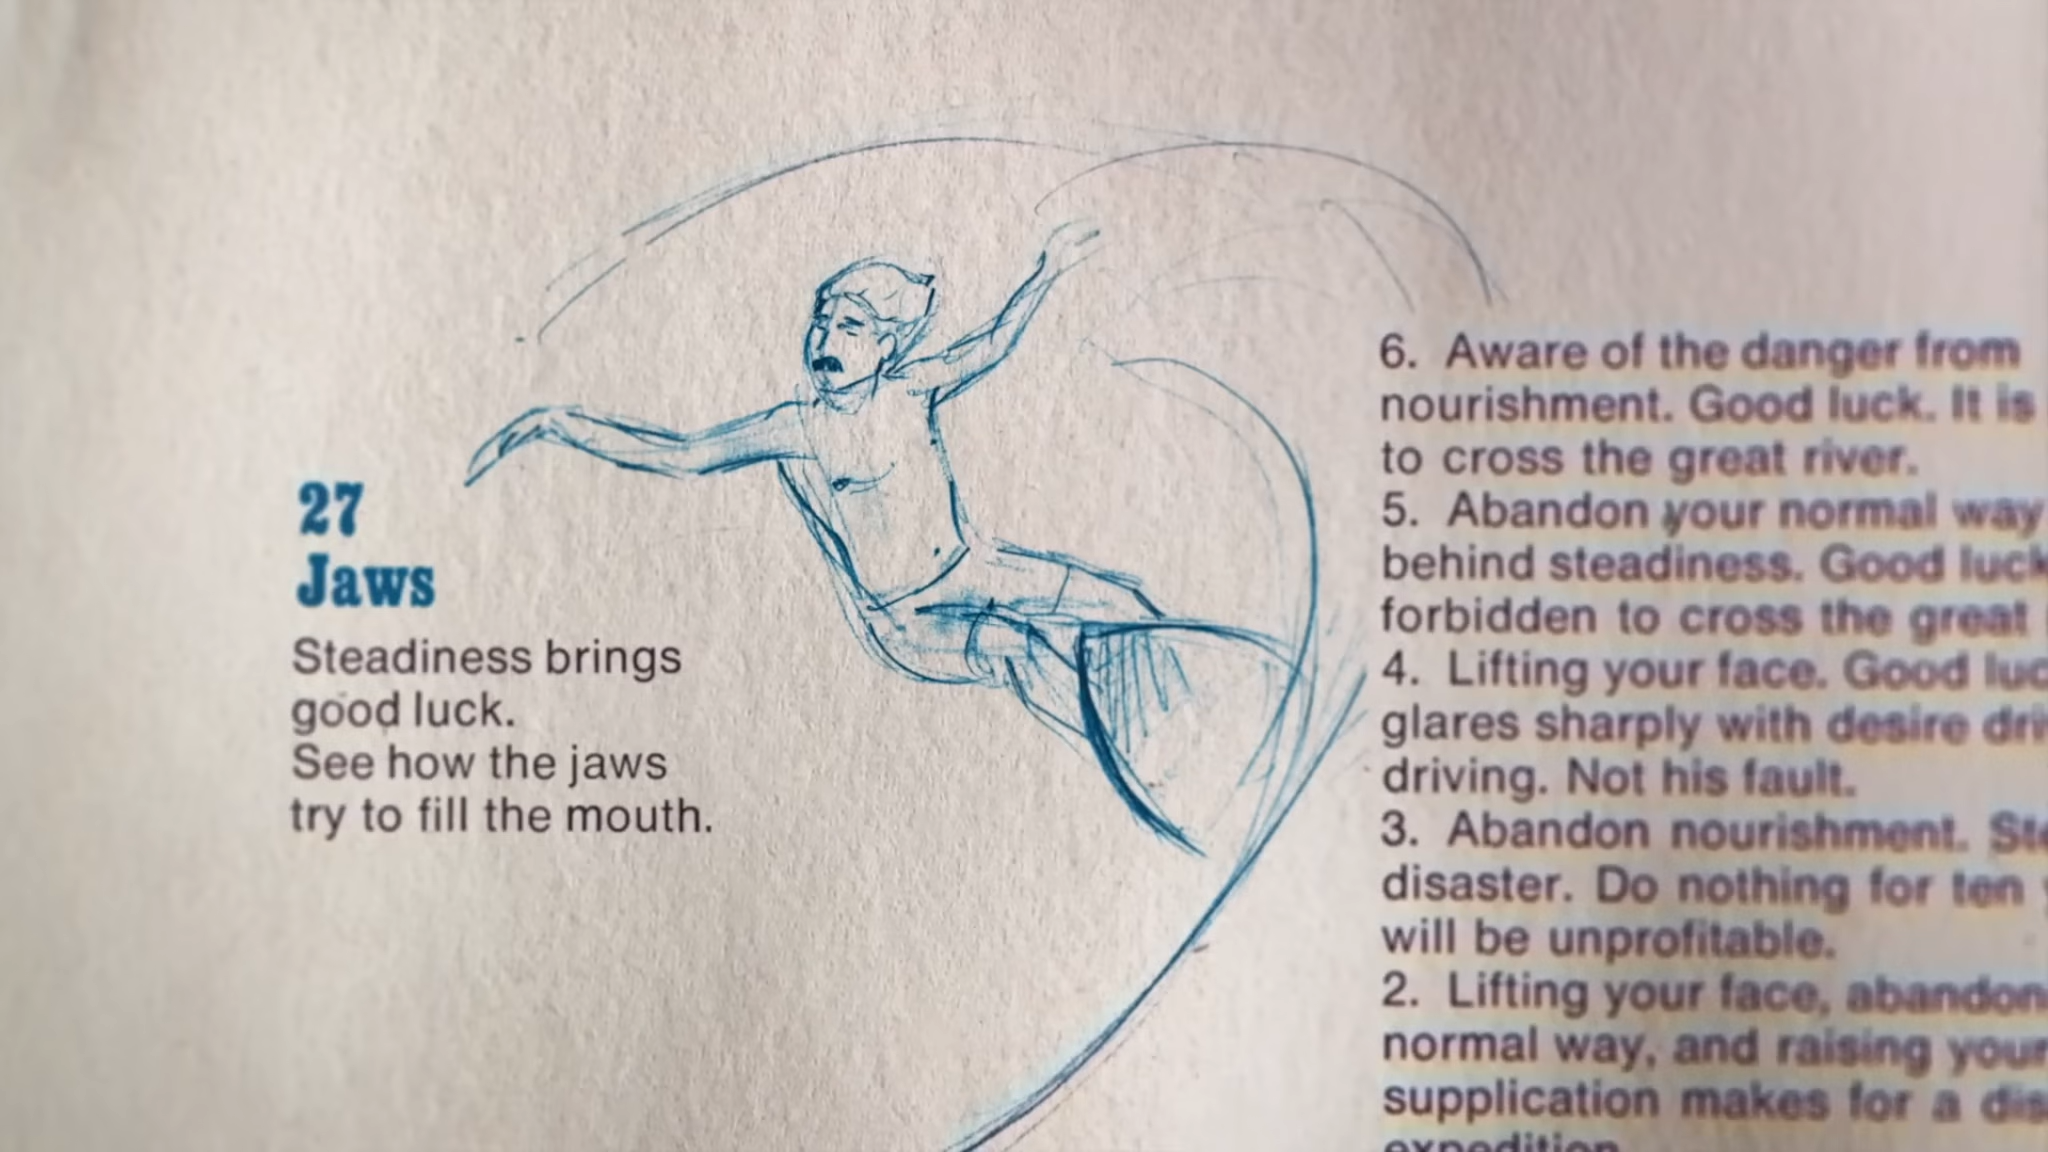 27
Jaws
Steadiness brings
good luck.
See how the jaws
try to fill the mouth.
6. Aware of the danger from
nourishment. Good luck. It is
to cross the great river.
5. Abandon your normal way
behind steadiness. Good luck
forbidden to cross the great
4. Lifting your face. Good
glares sharply with desire
driving. Not his fault.
3. Abandon nourishment.
disaster. Do nothing for ten
will be unprofitable.
2. Lifting your face, abandon
normal way, and raising your
supplication makes for a
expedition